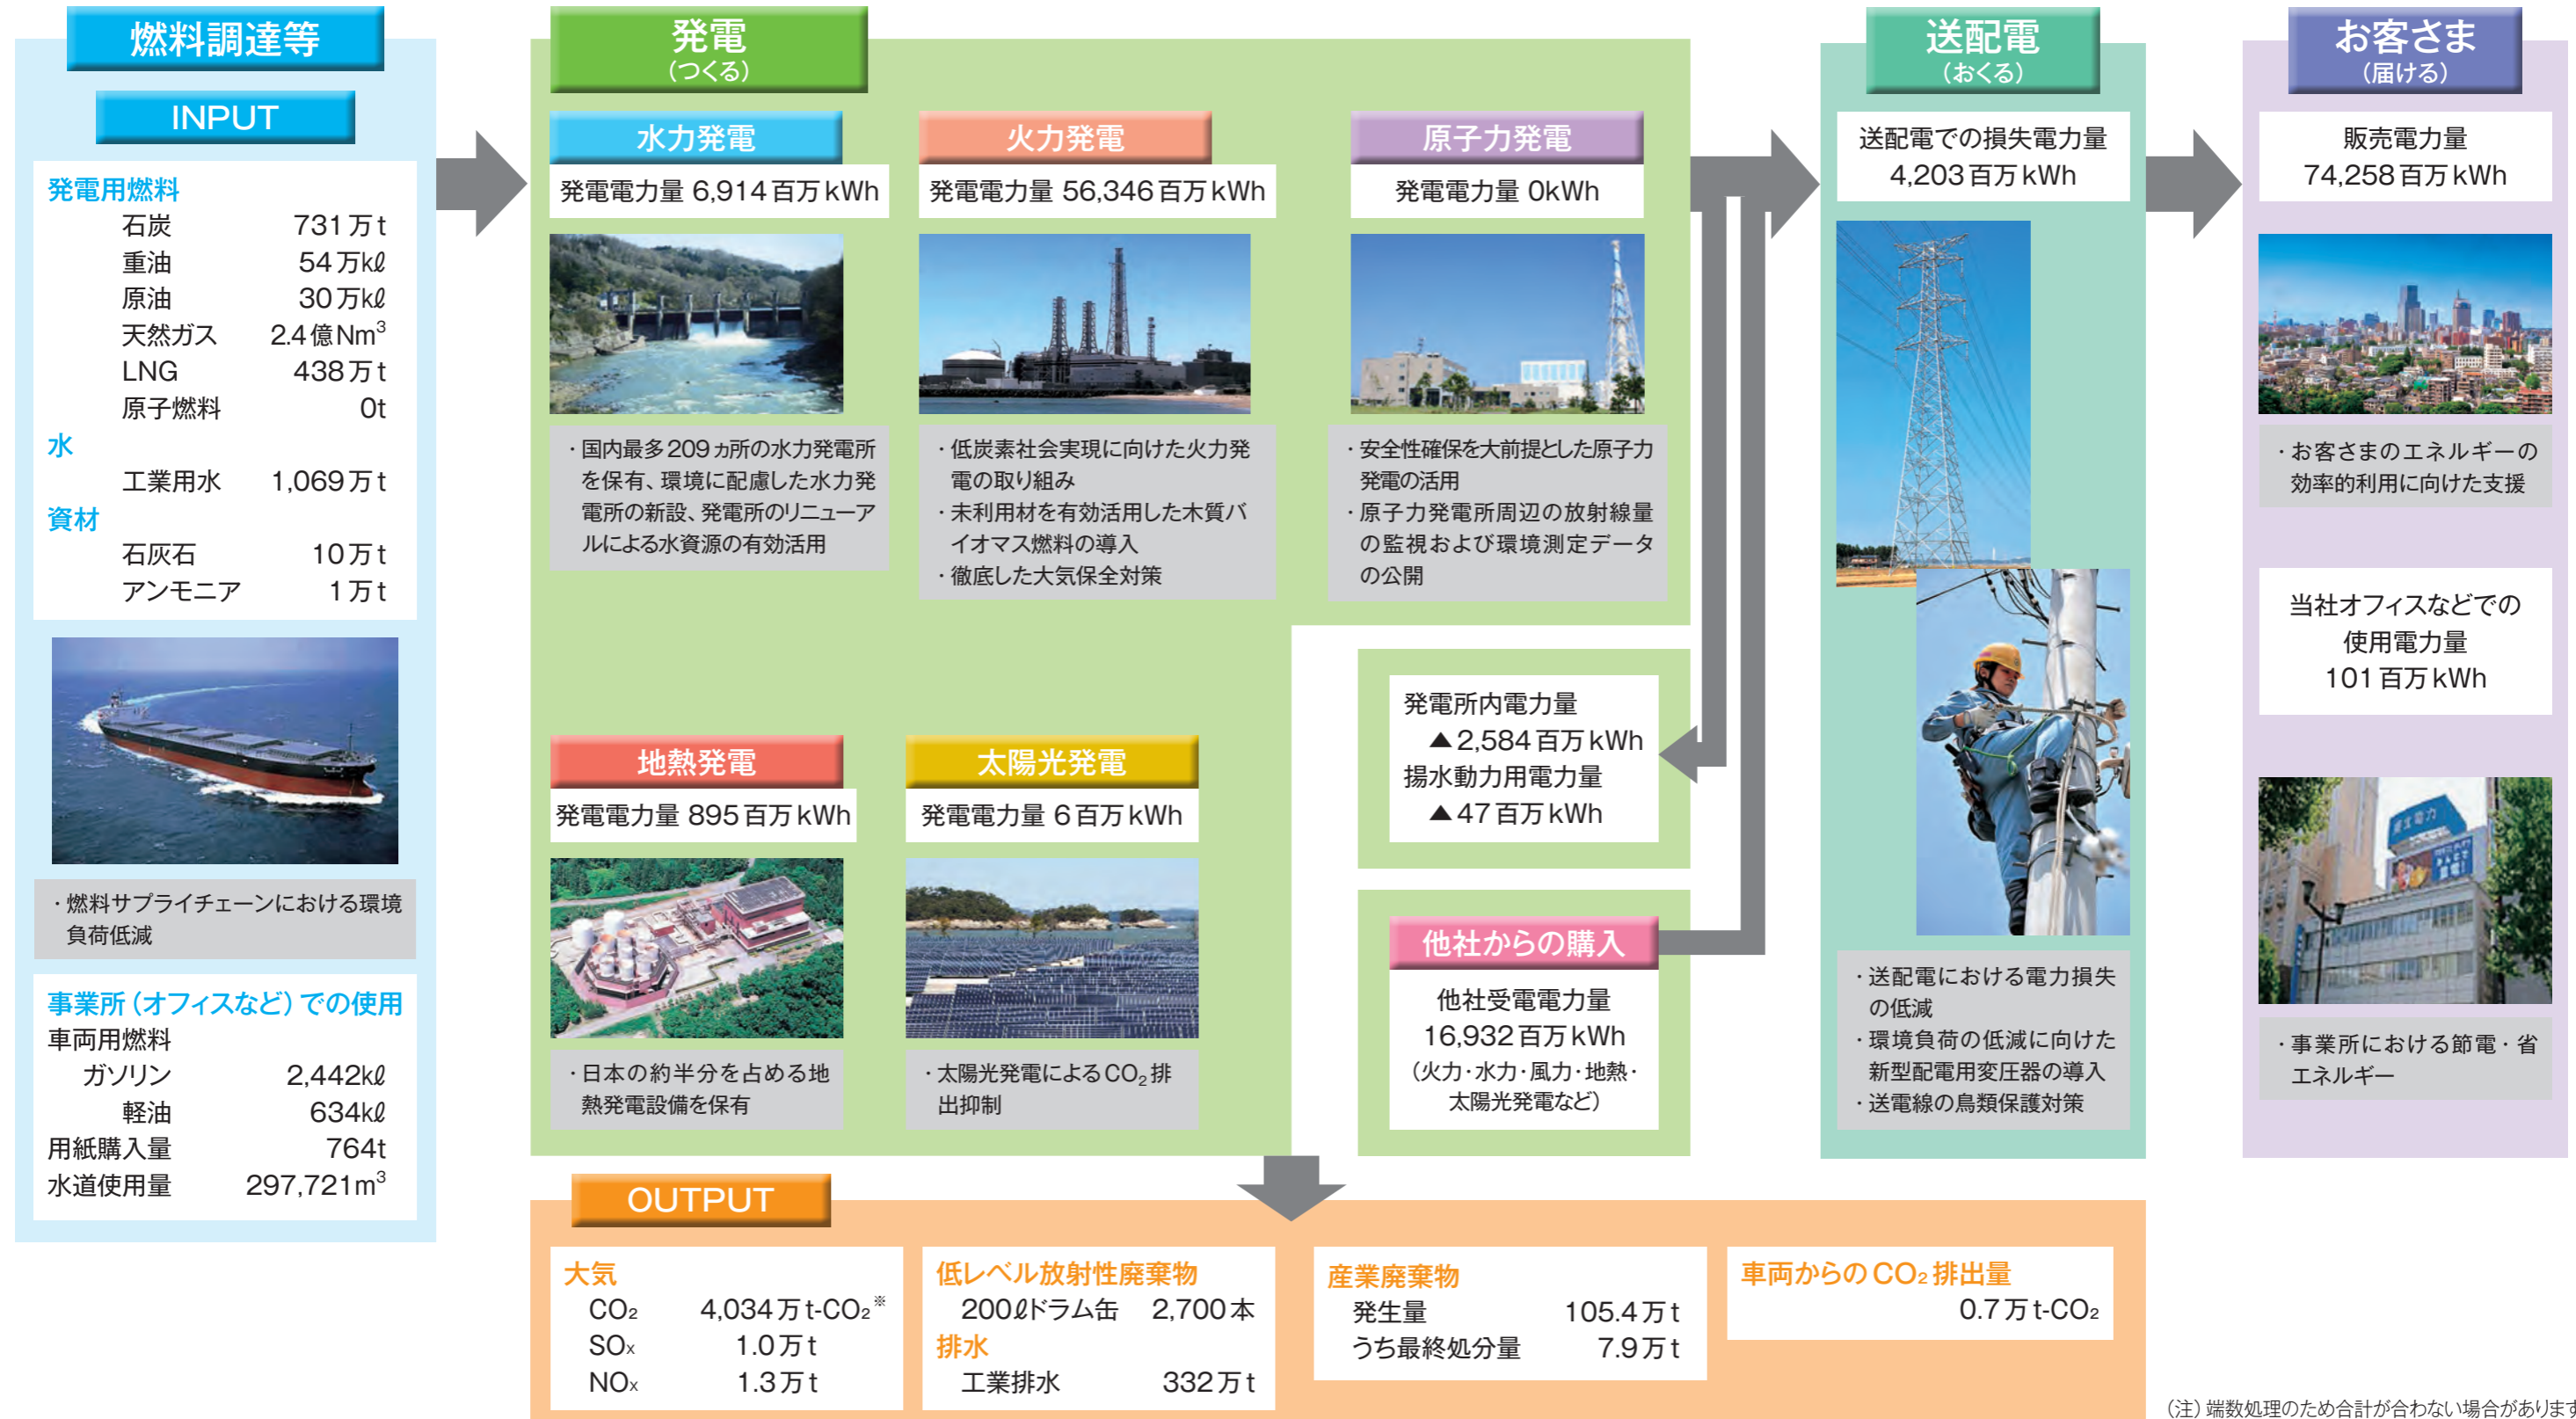 燃料調達等
INPUT
発電用燃料
石炭 731万t
重油 54万kℓ
原油 30万kℓ
天然ガス 2.4億Nm³
LNG 438万t
原子燃料 0t
水
工業用水 1,069万t
資材
石灰石 10万t
アンモニア 1万t
・燃料サプライチェーンにおける環境
負荷低減
事業所（オフィスなど）での使用
車両用燃料
ガソリン 2,442kℓ
軽油 634kℓ
用紙購入量 764t
水道使用量 297,721m³
発電
（つくる）
水力発電
発電電力量 6,914百万kWh
・国内最多209ヵ所の水力発電所
を保有、環境に配慮した水力発
電所の新設、発電所のリニューア
ルによる水資源の有効活用
火力発電
発電電力量 56,346百万kWh
・低炭素社会実現に向けた火力発
電の取り組み
・未利用材を有効活用した木質バ
イオマス燃料の導入
・徹底した大気保全対策
原子力発電
発電電力量 0kWh
・安全性確保を大前提とした原子力
発電の活用
・原子力発電所周辺の放射線量
の監視および環境測定データ
の公開
地熱発電
発電電力量 895百万kWh
・日本の約半分を占める地
熱発電設備を保有
太陽光発電
発電電力量 6百万kWh
・太陽光発電によるCO₂排
出抑制
発電所内電力量
▲2,584百万kWh
揚水動力用電力量
▲47百万kWh
他社からの購入
他社受電電力量
16,932百万kWh
（火力・水力・風力・地熱・
太陽光発電など）
送配電
（おくる）
送配電での損失電力量
4,203百万kWh
・送配電における電力損失
の低減
・環境負荷の低減に向けた
新型配電用変圧器の導入
・送電線の鳥類保護対策
お客さま
（届ける）
販売電力量
74,258百万kWh
・お客さまのエネルギーの
効率的利用に向けた支援
当社オフィスなどでの
使用電力量
101百万kWh
東北電力
・事業所における節電・省
エネルギー
OUTPUT
大気
CO₂ 4,034万t-CO₂※
SOx 1.0万t
NOx 1.3万t
低レベル放射性廃棄物
200ℓドラム缶 2,700本
排水
工業排水 332万t
産業廃棄物
発生量 105.4万t
うち最終処分量 7.9万t
車両からのCO₂排出量
0.7万t-CO₂
（注）端数処理のため合計が合わない場合があります